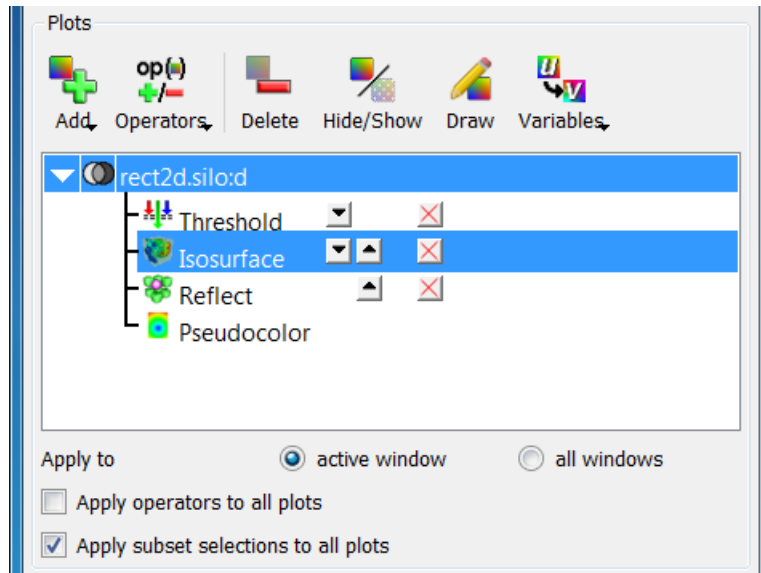 Plots
op(=) +/-
Add Operators Delete Hide/Show Draw Variables
rect2d.silo:d
Threshold
Isosurface
Reflect
Pseudocolor
Apply to active window all windows
Apply operators to all plots
Apply subset selections to all plots